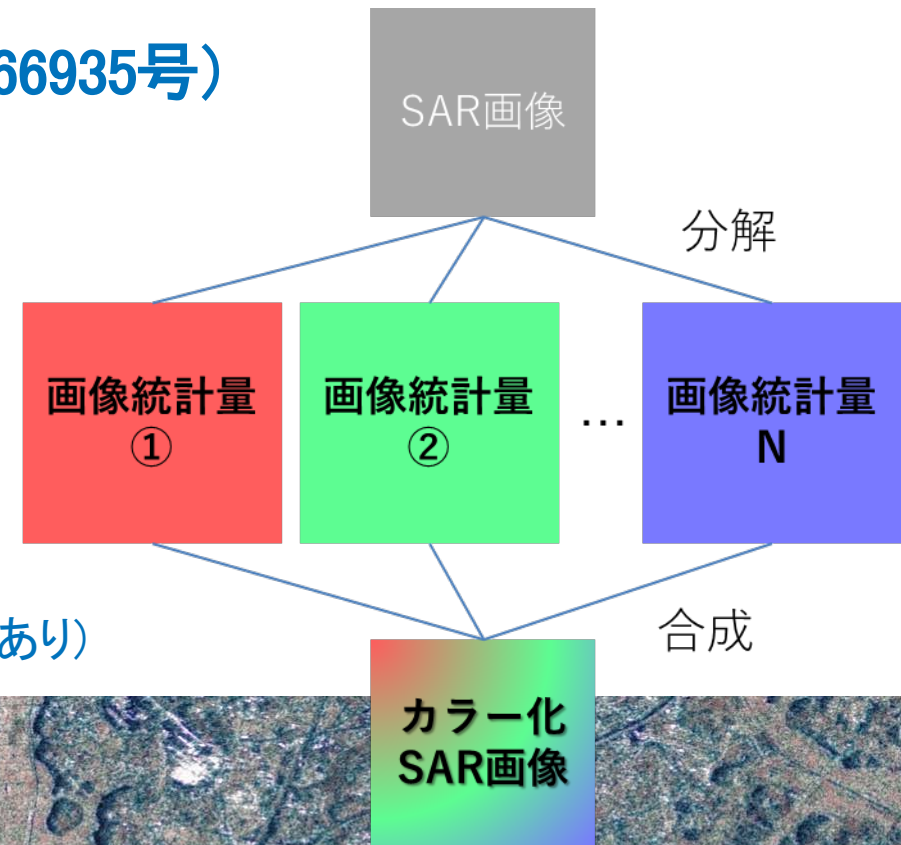 66935号）
SAR画像
分解
画像統計量
①
画像統計量
②
…
画像統計量
N
あり）
合成
カラー化
SAR画像